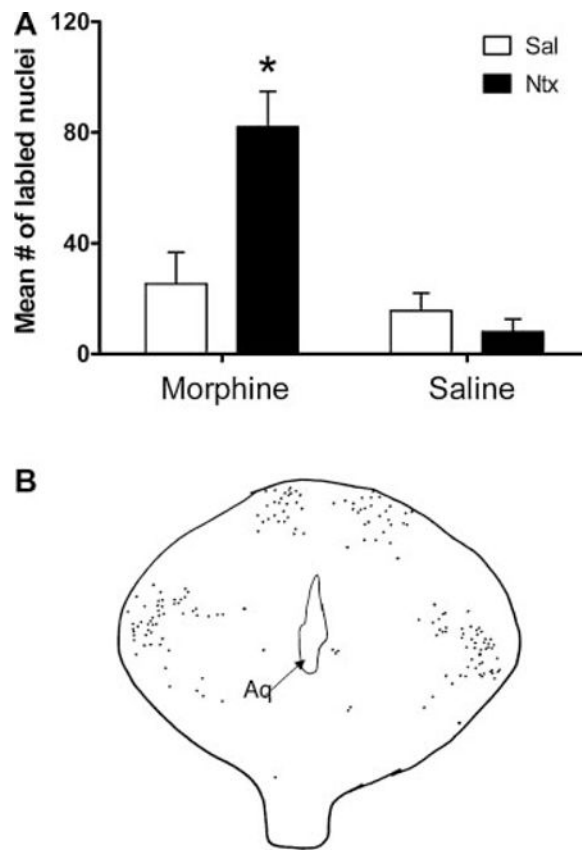 A
Mean # of labled nuclei
120
80
40
0
*
Sal
Ntx
Morphine
Saline
B
Aq